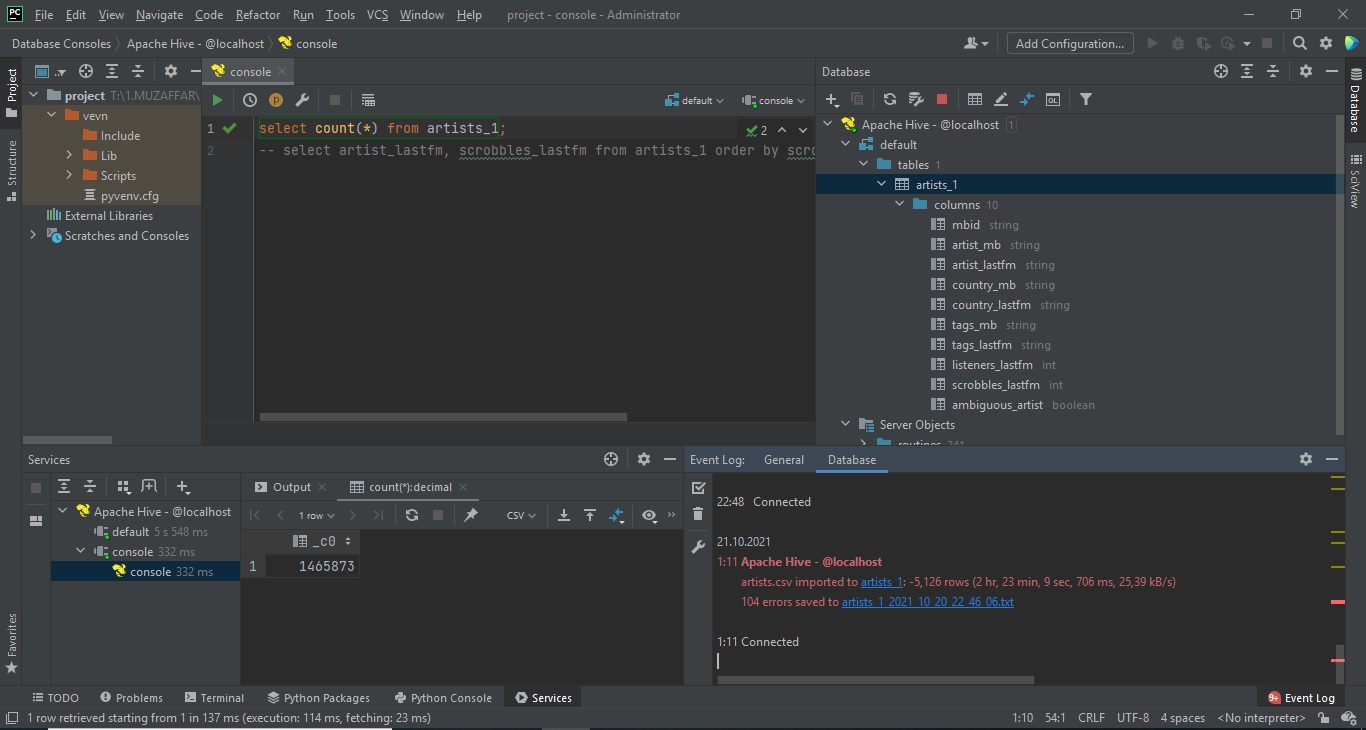 PC File Edit View Navigate Code Refactor Run Tools VCS Window Help project - console - Administrator
Database Consoles Apache Hive - @localhost console Add Configuration...
Project
Structure
Favorites
project T:\1.MUZAFFAR\
vevn
Include
Lib
Scripts
pyvenv.cfg
External Libraries
Scratches and Consoles
console
default console
1 select count(*) from artists_1; 2
2 -- select artist_lastfm, scrobbles_lastfm from artists_1 order by scro
Database
Database
SciView
Apache Hive - @localhost 1
default
tables 1
artists_1
columns 10
mbid string
artist_mb string
artist_lastfm string
country_mb string
country_lastfm string
tags_mb string
tags_lastfm string
listeners_lastfm int
scrobbles_lastfm int
ambiguous_artist boolean
Server Objects
routines 241
Services
Apache Hive - @localhost
default 5 s 548 ms
console 332 ms
console 332 ms
Output count(*):decimal
1 row CSV
_c0
1 1465873
Event Log: General Database
22:48 Connected
21.10.2021
1:11 Apache Hive - @localhost
artists.csv imported to artists_1: -5,126 rows (2 hr, 23 min, 9 sec, 706 ms, 25,39 kB/s)
104 errors saved to artists_1_2021_10_20_22_46_06.txt
1:11 Connected
TODO Problems Terminal Python Packages Python Console Services 9+ Event Log
1 row retrieved starting from 1 in 137 ms (execution: 114 ms, fetching: 23 ms) 1:10 54:1 CRLF UTF-8 4 spaces <No interpreter>